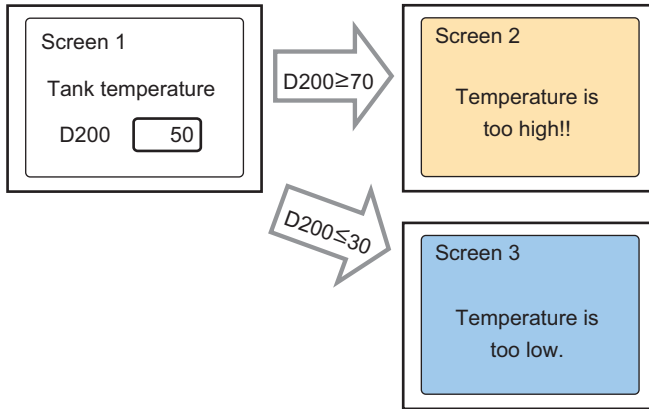 Screen 1
Tank temperature
D200 50
D200≥70
Screen 2
Temperature is
too high!!
D200≤30
Screen 3
Temperature is
too low.